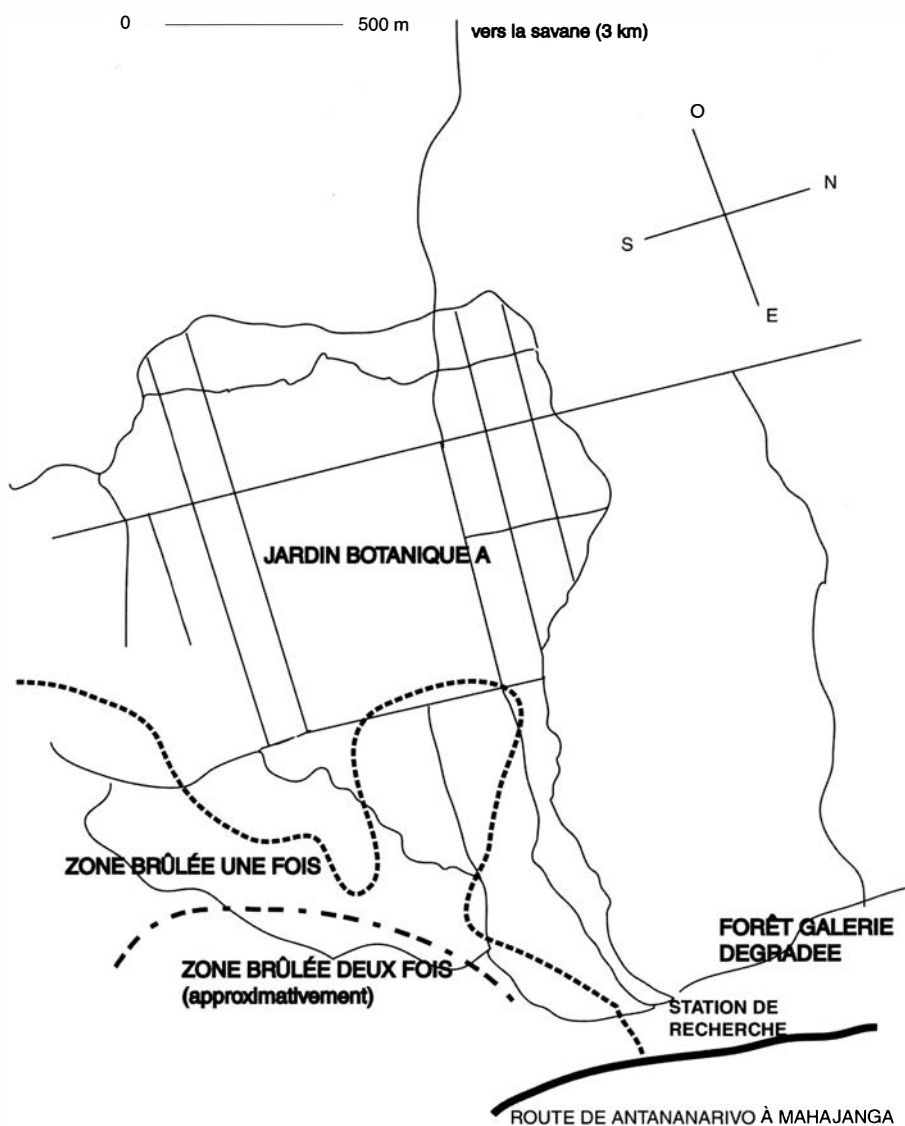 0 500 m
vers la savane (3 km)
O
N
S
E
JARDIN BOTANIQUE A
ZONE BRÛLÉE UNE FOIS
FORÊT GALERIE
DEGRADEE
ZONE BRÛLÉE DEUX FOIS
(approximativement)
STATION DE
RECHERCHE
ROUTE DE ANTANANARIVO À MAHAJANGA